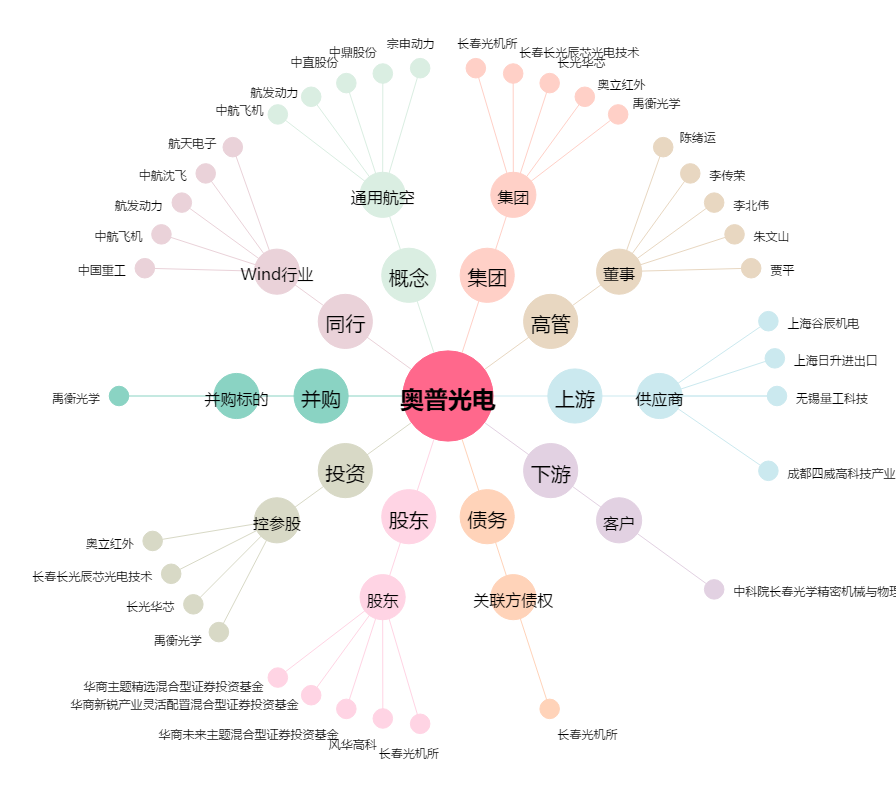 宗申动力
长春光机所
中鼎股份
长春长光辰芯光电技术
中直股份
长光华芯
航发动力
奥立红外
中航飞机
禹衡光学
航天电子
陈绪运
中航沈飞
李传荣
航发动力
通用航空
集团
李北伟
中航飞机
朱文山
中国重工
Wind行业
概念
集团
董事
贾平
同行
高管
上海谷辰机电
上海日升进出口
禹衡光学
并购标的
并购
奥普光电
上游
供应商
无锡量工科技
投资
下游
成都四威高科技产业
控参股
股东
债务
客户
奥立红外
长春长光辰芯光电技术
中科院长春光学精密机械与物理
长光华芯
股东
关联方债权
禹衡光学
华商主题精选混合型证券投资基金
华商新锐产业灵活配置混合型证券投资基金
华商未来主题混合型证券投资基金
长春光机所
风华高科
长春光机所